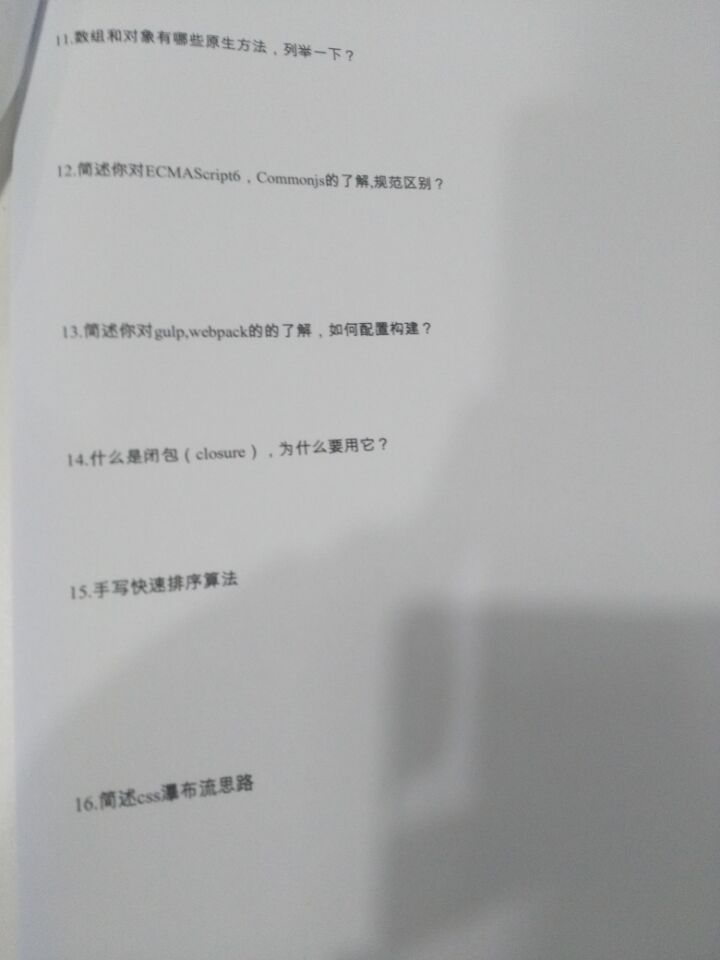 11.数组和对象有哪些原生方法，列举一下？
12.简述你对ECMAScript6，Commonjs的了解,规范区别？
13.简述你对gulp,webpack的的了解，如何配置构建？
14.什么是闭包（closure），为什么要用它？
15.手写快速排序算法
16.简述css瀑布流思路